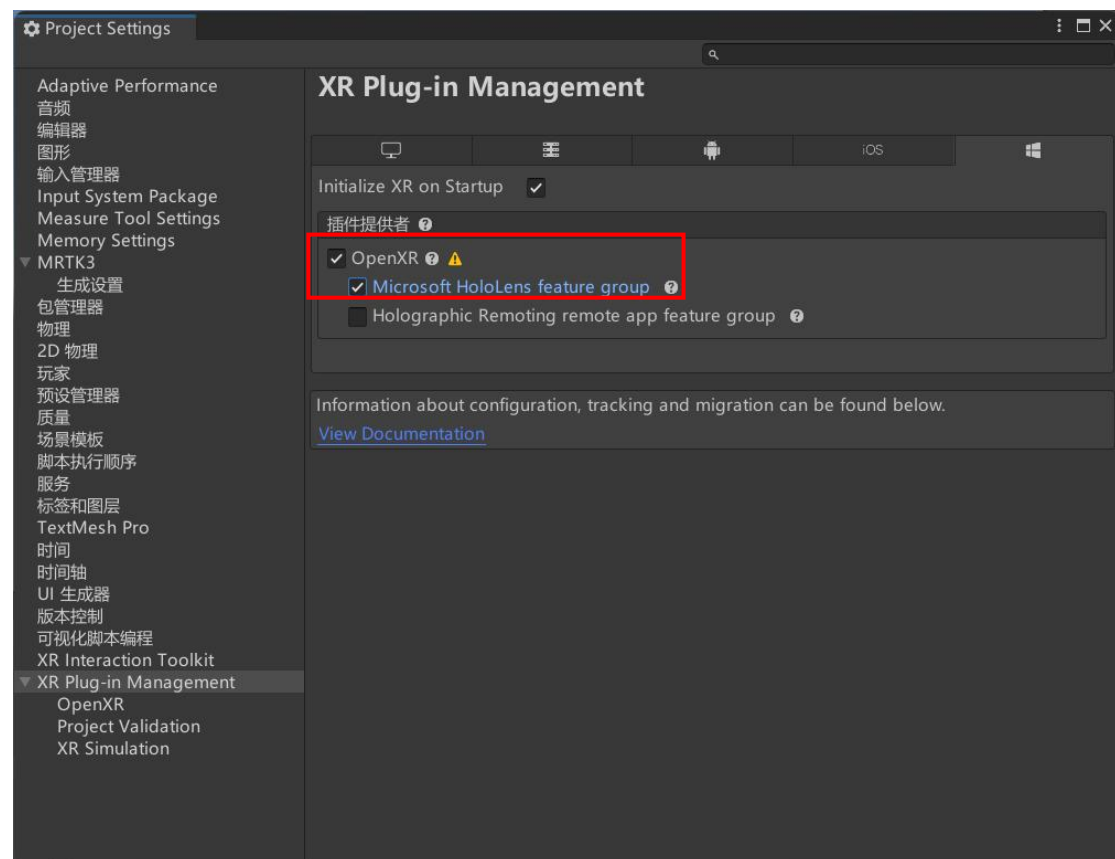 Project Settings
Adaptive Performance
音频
编辑器
图形
输入管理器
Input System Package
Measure Tool Settings
Memory Settings
MRTK3
生成设置
包管理器
物理
2D 物理
玩家
预设管理器
质量
场景模板
脚本执行顺序
服务
标签和图层
TextMesh Pro
时间
时间轴
UI 生成器
版本控制
可视化脚本编程
XR Interaction Toolkit
XR Plug-in Management
OpenXR
Project Validation
XR Simulation
XR Plug-in Management
iOS
Initialize XR on Startup
插件提供者
OpenXR
Microsoft HoloLens feature group
Holographic Remoting remote app feature group
Information about configuration, tracking and migration can be found below.
View Documentation